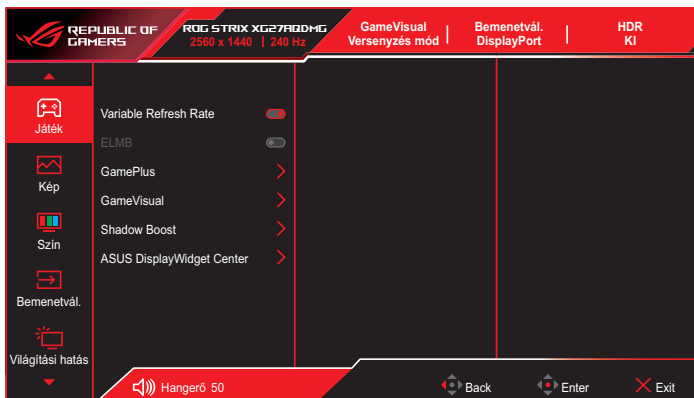 REPUBLIC OF
GAMERS
ROG STRIX XG27AQDMG
2560 x 1440 | 240 Hz
GameVisual
Versenyzés mód
Bemenetvál.
DisplayPort
HDR
KI
Játék
Kép
Szín
Bemenetvál.
Világítási hatás
Variable Refresh Rate
ELMB
GamePlus
GameVisual
Shadow Boost
ASUS DisplayWidget Center
Hangerő 50
Back
Enter
Exit